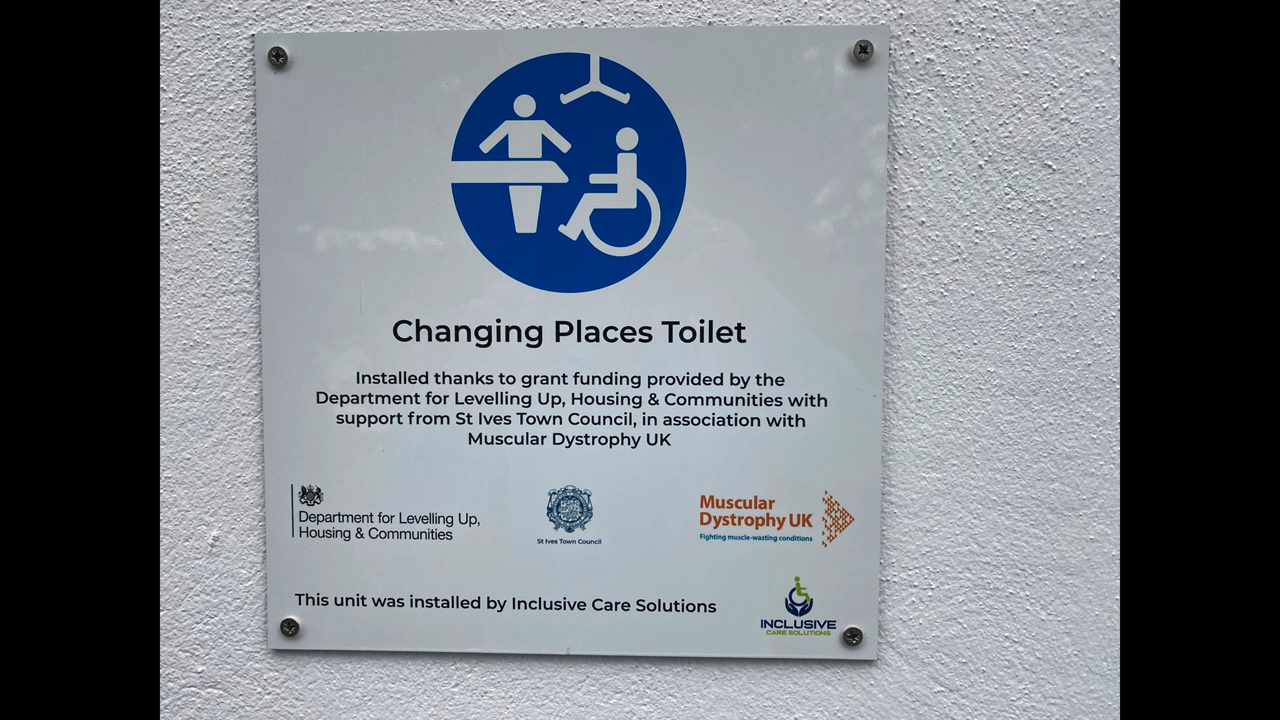 Changing Places Toilet
Installed thanks to grant funding provided by the
Department for Levelling Up, Housing & Communities with
support from St Ives Town Council, in association with
Muscular Dystrophy UK
Department for Levelling Up,
Housing & Communities
St Ives Town Council
Muscular
Dystrophy UK
Fighting muscle-wasting conditions
This unit was installed by Inclusive Care Solutions
INCLUSIVE
CARE SOLUTIONS